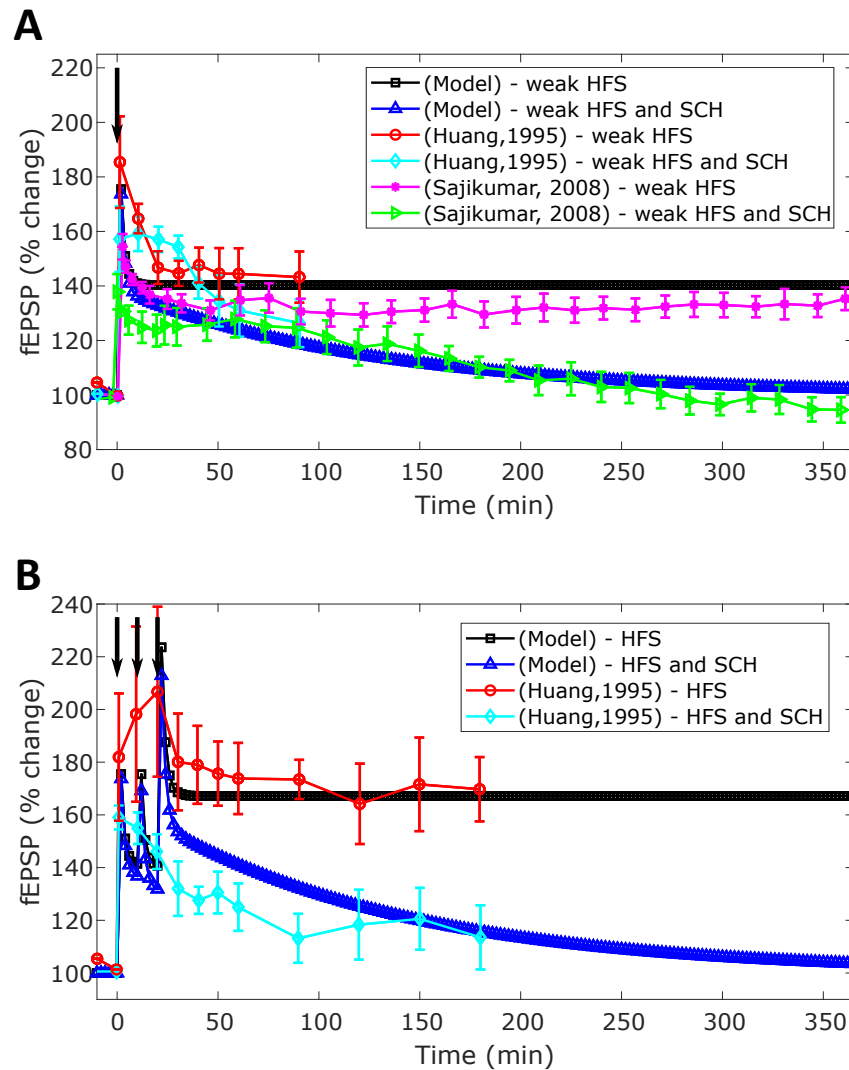 A
220
200
180
160
140
120
100
80
fEPSP (% change)
(Model) - weak HFS
(Model) - weak HFS and SCH
(Huang,1995) - weak HFS
(Huang,1995) - weak HFS and SCH
(Sajikumar, 2008) - weak HFS
(Sajikumar, 2008) - weak HFS and SCH
0 50 100 150 200 250 300 350
Time (min)
B
240
220
200
180
160
140
120
100
fEPSP (% change)
(Model) - HFS
(Model) - HFS and SCH
(Huang,1995) - HFS
(Huang,1995) - HFS and SCH
0 50 100 150 200 250 300 350
Time (min)